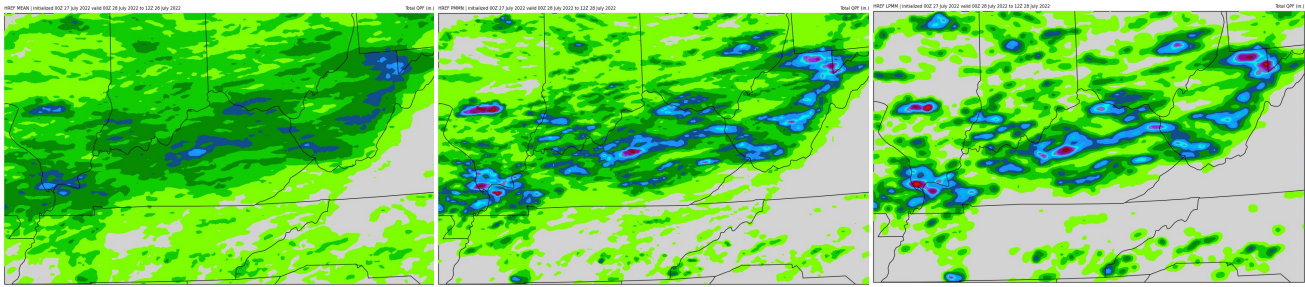 HREF MEAN | initialized 00Z 27 July 2022 valid 00Z 28 July 2022 to 12Z 28 July 2022 Total QPF (in.)
HREF PMMN | initialized 00Z 27 July 2022 valid 00Z 28 July 2022 to 12Z 28 July 2022 Total QPF (in.)
HREF LPMM | initialized 00Z 27 July 2022 valid 00Z 28 July 2022 to 12Z 28 July 2022 Total QPF (in.)